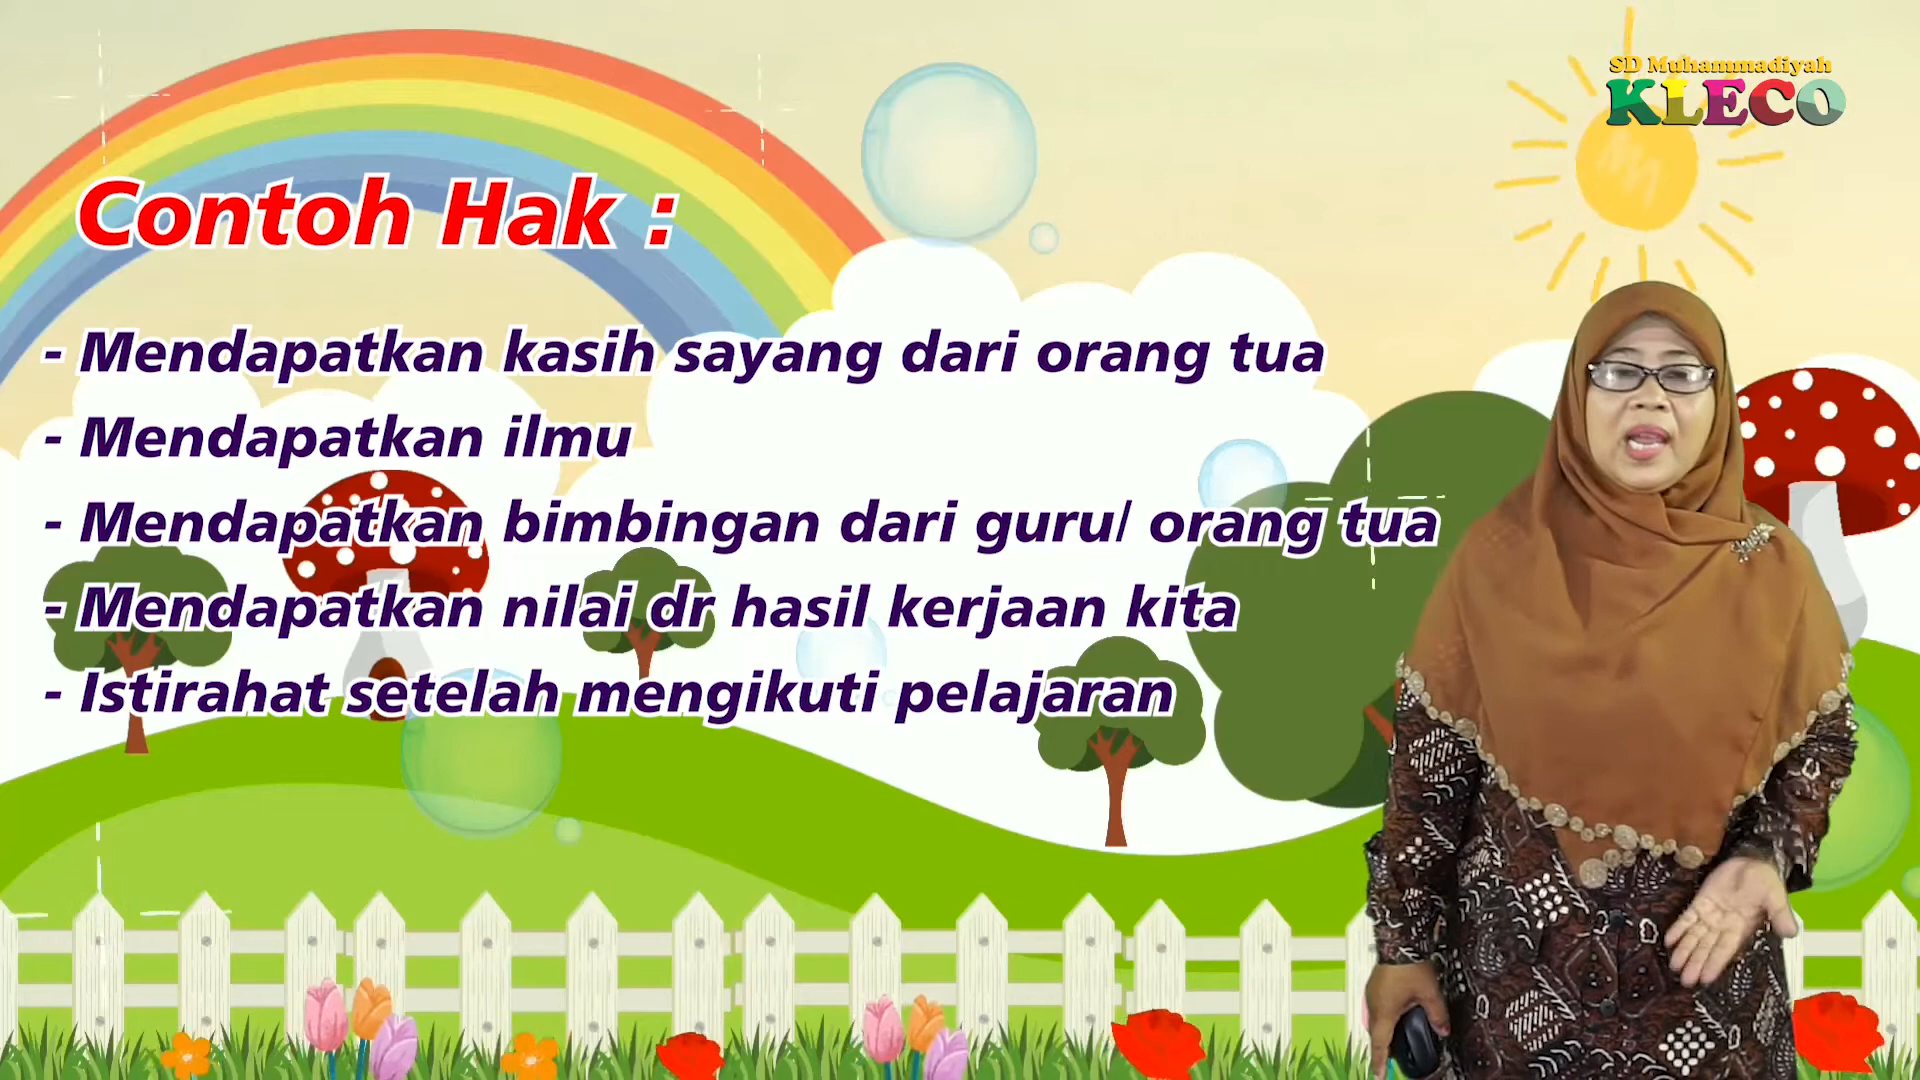 SD Muhammadiyah
KLECO
Contoh Hak :
- Mendapatkan kasih sayang dari orang tua
- Mendapatkan ilmu
- Mendapatkan bimbingan dari guru/ orang tua
- Mendapatkan nilai dr hasil kerjaan kita
- Istirahat setelah mengikuti pelajaran